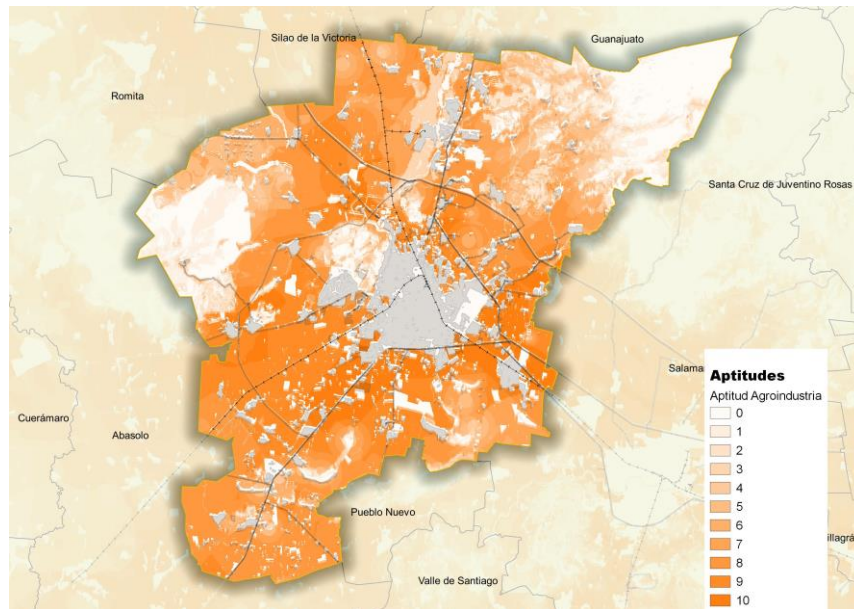 Silao de la Victoria
Guanajuato
Romita
Santa Cruz de Juventino Rosas
Cuerámaro
Abasolo
Pueblo Nuevo
Valle de Santiago
Salama
illagrá
Aptitudes
Aptitud Agroindustria
0
1
2
3
4
5
6
7
8
9
10